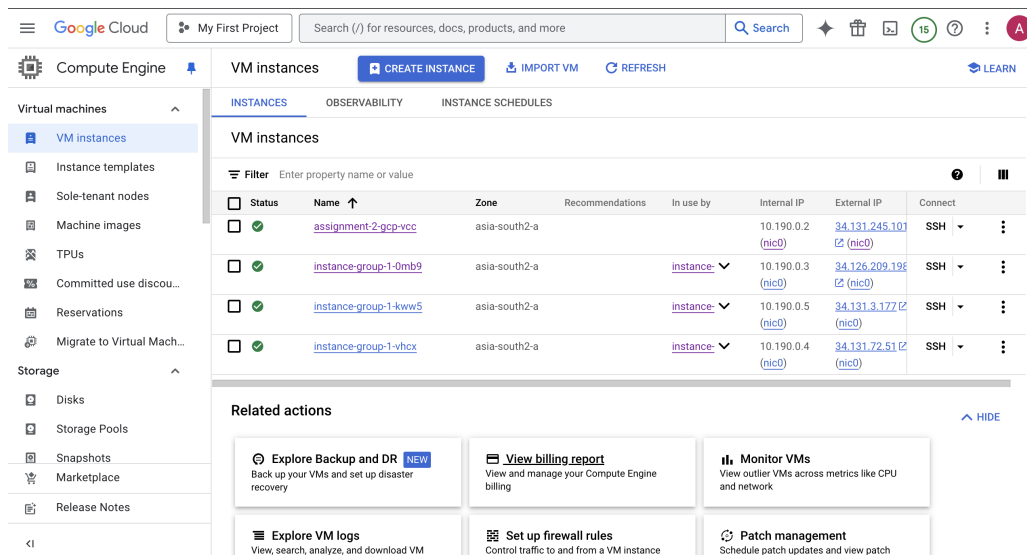 Google Cloud
My First Project
Search (/) for resources, docs, products, and more
Search
15
A
Compute Engine
VM instances
CREATE INSTANCE
IMPORT VM
REFRESH
LEARN
Virtual machines
VM instances
Instance templates
Sole-tenant nodes
Machine images
TPUs
Committed use discou...
Reservations
Migrate to Virtual Mach...
Storage
Disks
Storage Pools
Snapshots
Marketplace
Release Notes
INSTANCES OBSERVABILITY INSTANCE SCHEDULES
VM instances
Filter Enter property name or value
Status Name Zone Recommendations In use by Internal IP External IP Connect
assignment-2-gcp-vcc asia-south2-a 10.190.0.2 34.131.245.101 SSH
(nic0) (nic0)
instance-group-1-0mb9 asia-south2-a instance- 10.190.0.3 34.126.209.198 SSH
(nic0) (nic0)
instance-group-1-kww5 asia-south2-a instance- 10.190.0.5 34.131.3.177 SSH
(nic0) (nic0)
instance-group-1-vhcx asia-south2-a instance- 10.190.0.4 34.131.72.51 SSH
(nic0) (nic0)
Related actions
HIDE
Explore Backup and DR NEW
Back up your VMs and set up disaster
recovery
View billing report
View and manage your Compute Engine
billing
Monitor VMs
View outlier VMs across metrics like CPU
and network
Explore VM logs
View, search, analyze, and download VM
Set up firewall rules
Control traffic to and from a VM instance
Patch management
Schedule patch updates and view patch